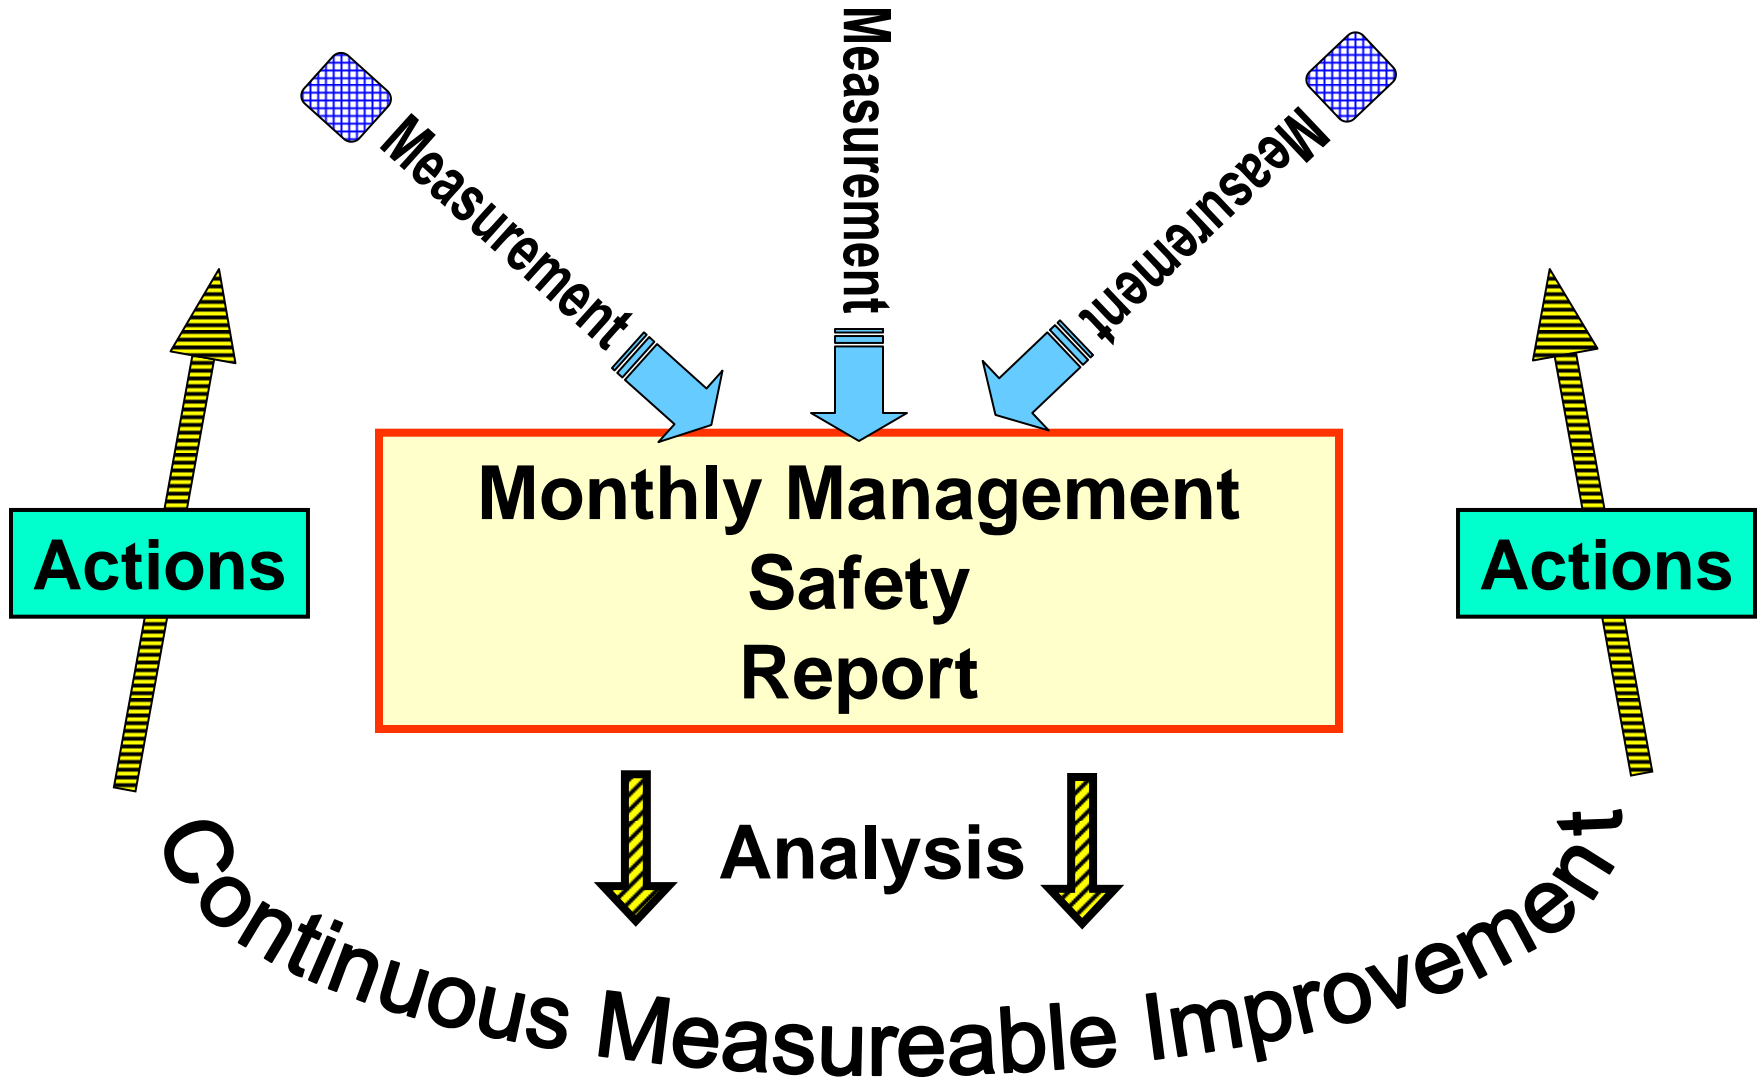 Measurement
Measurement
Measurement
Monthly Management
Safety
Report
Actions
Actions
Analysis
Continuous Measureable Improvement